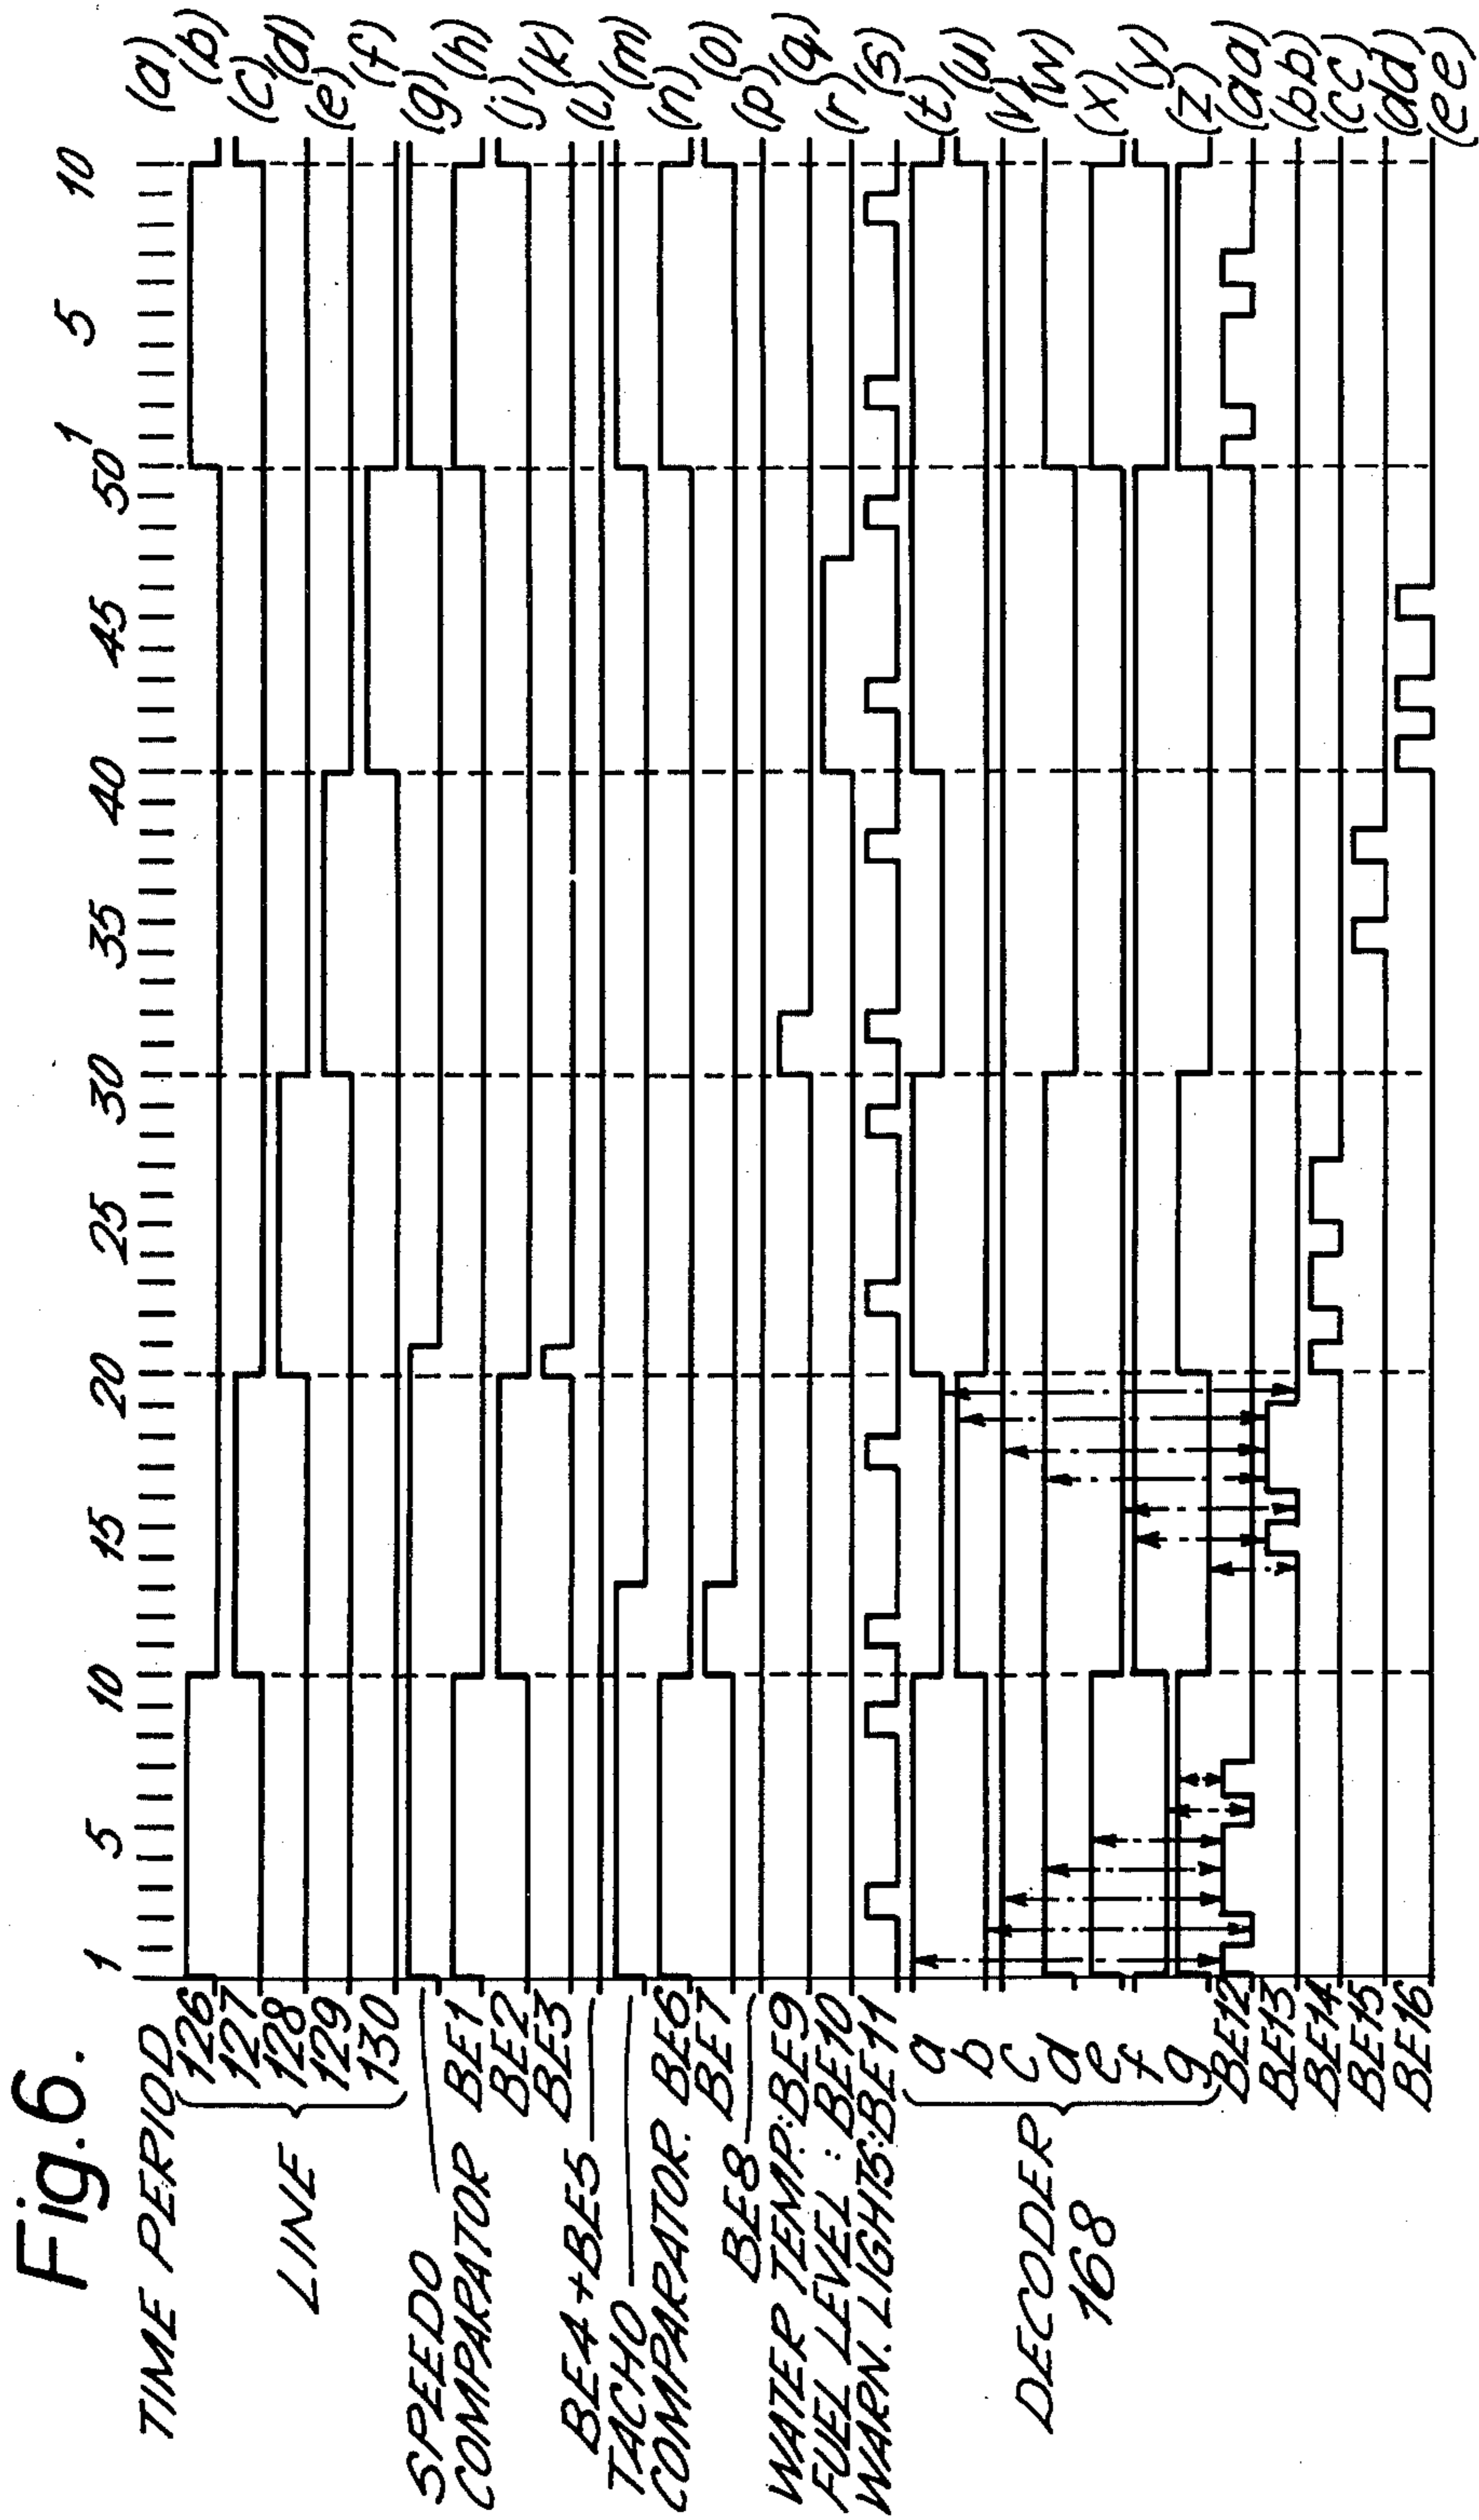 Fig. 6.
TIME PERIOD
1 5 10 15 20 25 30 35 40 45 50 1 5 10
(a)
LINE
126 (b)
127 (c)
128 (d)
129 (e)
130 (f)
SPEEDO COMPARATOR (g)
BE1 (h)
BE2 (j)
BE3 (k)
BE4+BE5 (l)
TACHO COMPARATOR. (m)
BE6 (n)
BE7 (o)
BE8 (p)
WATER TEMP.:BE9 (q)
FUEL LEVEL : BE10 (r)
WARN. LIGHTS:BE11 (s)
DECODER 168
a (t)
b (u)
c (v)
d (w)
e (x)
f (y)
g (z)
BE12 (aa)
BE13 (bb)
BE14 (cc)
BE15 (dd)
BE16 (ee)